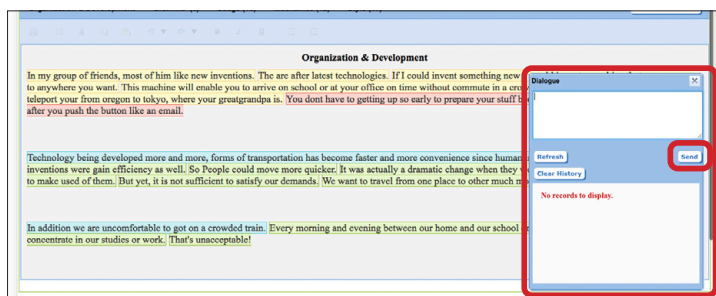 Organization & Development
In my group of friends, most of him like new inventions. The are after latest technologies. If I could invent something new
to anywhere you want. This machine will enable you to arrive on school or at your office on time without commute in a
teleport your from oregon to tokyo, where your greatgrandpa is. You dont have to getting up so early to prepare your stuff
after you push the button like an email.
Technology being developed more and more, forms of transportation has become faster and more convenience since
inventions were gain efficiency as well. So People could move more quicker. It was actually a dramatic change when they
to make used of them. But yet, it is not sufficient to satisfy our demands. We want to travel from one place to other much
In addition we are uncomfortable to got on a crowded train. Every morning and evening between our home and our school
concentrate in our studies or work. That's unacceptable!
Dialogue
Refresh
Send
Clear History
No records to display.